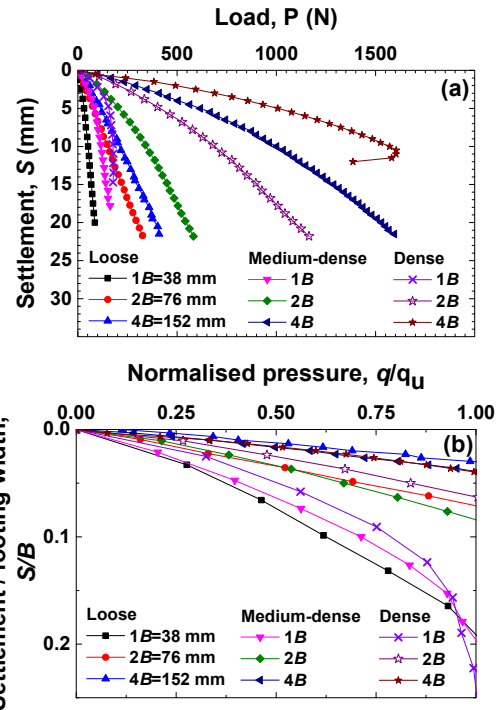 Load, P (N)
0 500 1000 1500
(a)
Settlement, S (mm)
0
5
10
15
20
25
30
Loose Medium-dense Dense
1B=38 mm 1B 1B
2B=76 mm 2B 2B
4B=152 mm 4B 4B
Normalised pressure, q/qu
0.00 0.25 0.50 0.75 1.00
(b)
S/B
0.0
0.1
0.2
Loose Medium-dense Dense
1B=38 mm 1B 1B
2B=76 mm 2B 2B
4B=152 mm 4B 4B